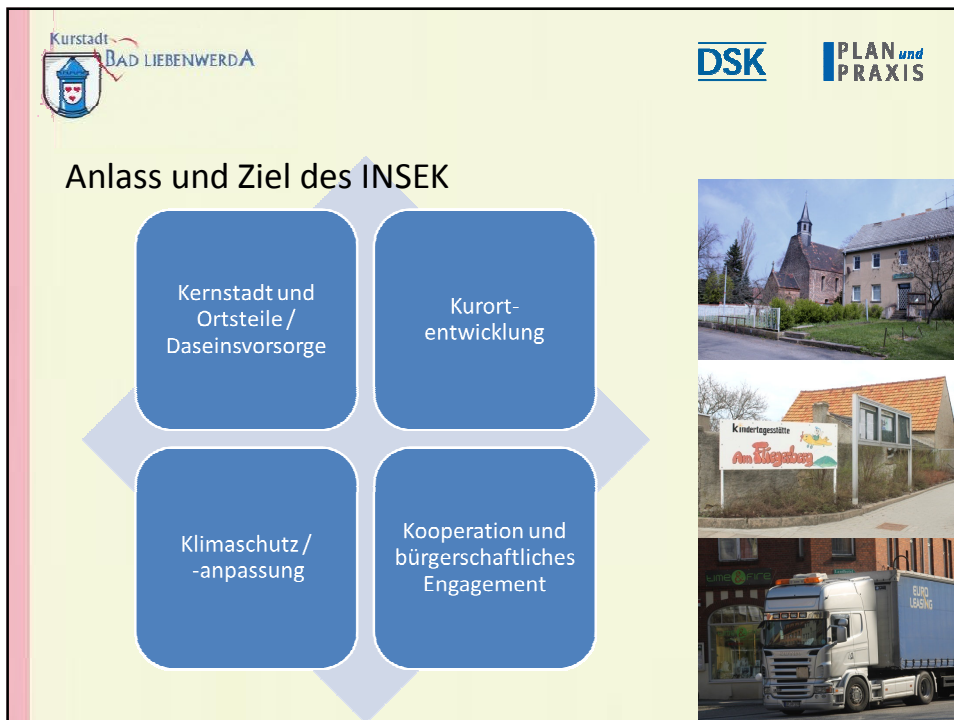 Kurstadt
BAD LIEBENWERDA
DSK
PLAN und
PRAXIS
Anlass und Ziel des INSEK
Kernstadt und
Ortsteile /
Daseinsvorsorge
Kurort-
entwicklung
Klimaschutz /
-anpassung
Kooperation und
bürgerschaftliches
Engagement
Kindertagesstätte
Am Fliegeberg
EURO
LEASING